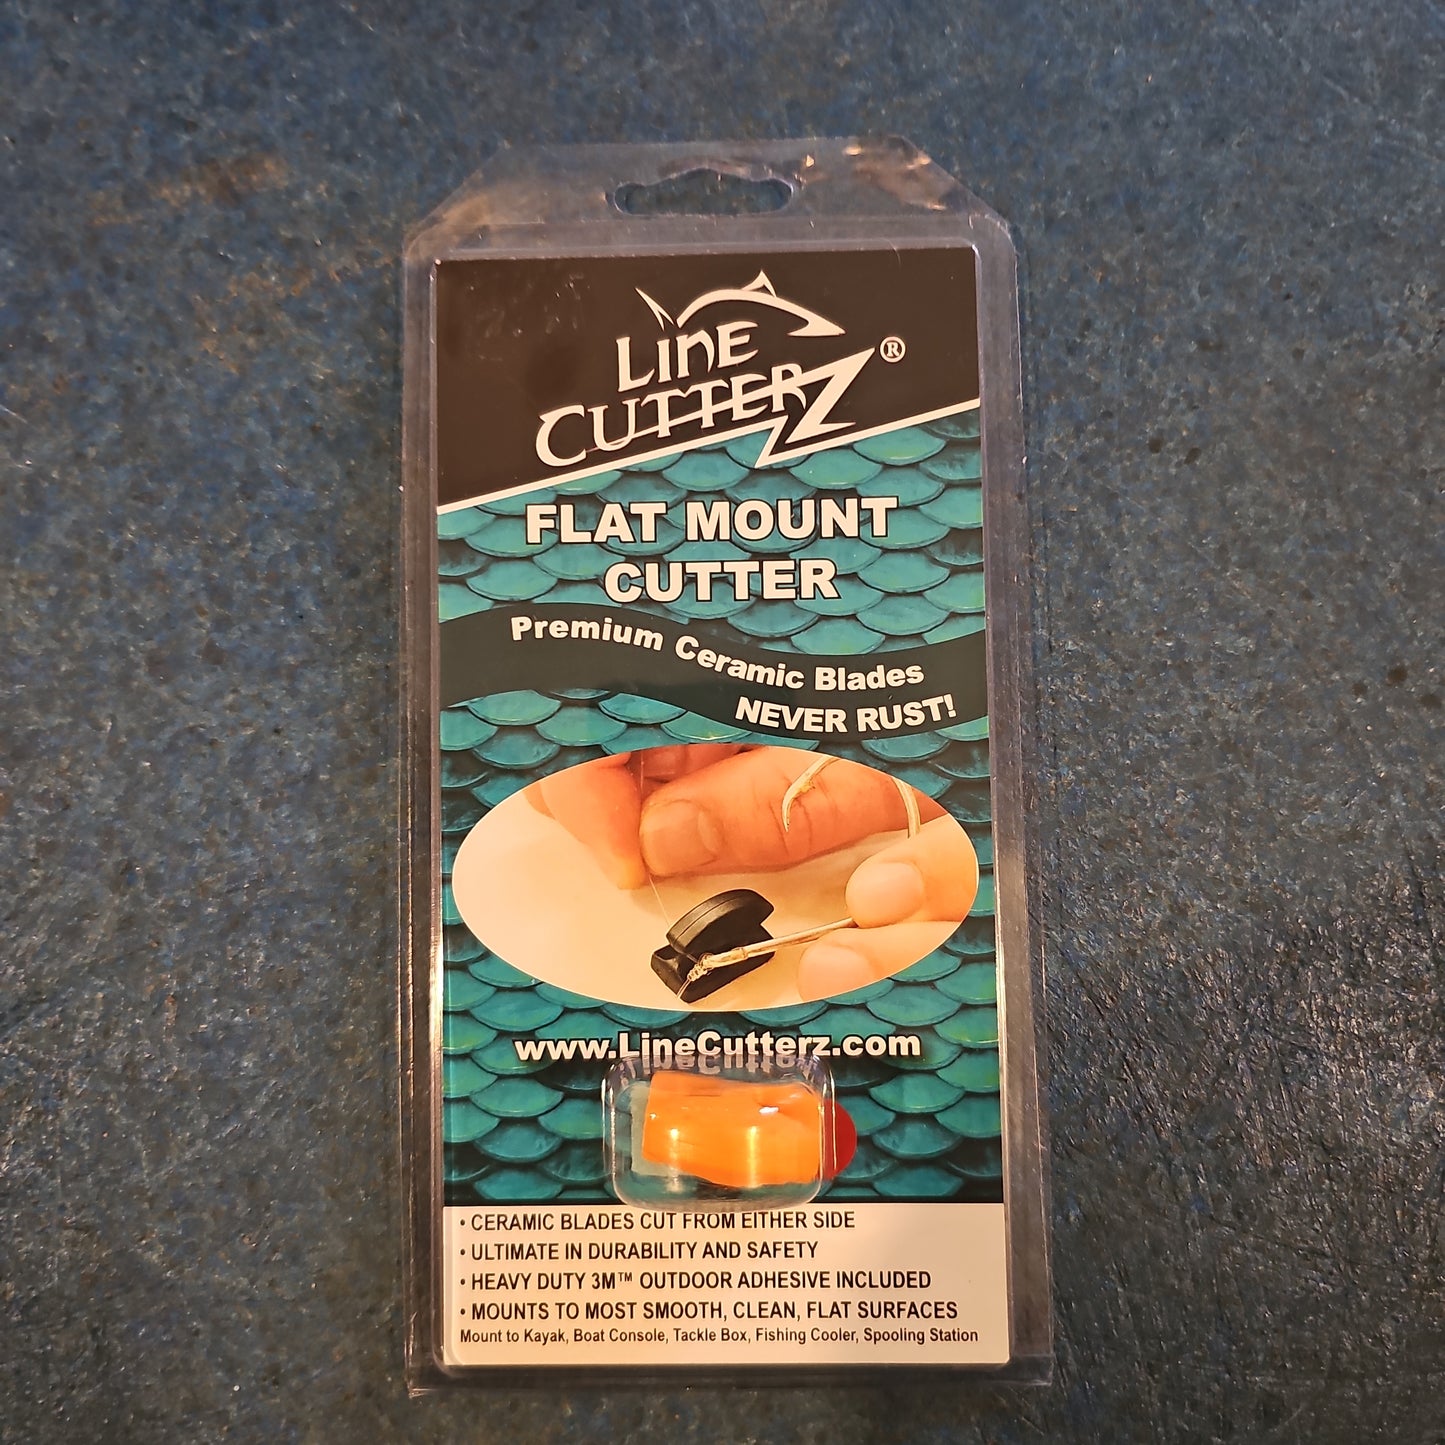 LINE
CUTTERZ®
FLAT MOUNT
CUTTER
Premium Ceramic Blades
NEVER RUST!
www.LineCutterz.com
• CERAMIC BLADES CUT FROM EITHER SIDE
• ULTIMATE IN DURABILITY AND SAFETY
• HEAVY DUTY 3M™ OUTDOOR ADHESIVE INCLUDED
• MOUNTS TO MOST SMOOTH, CLEAN, FLAT SURFACES
Mount to Kayak, Boat Console, Tackle Box, Fishing Cooler, Spooling Station